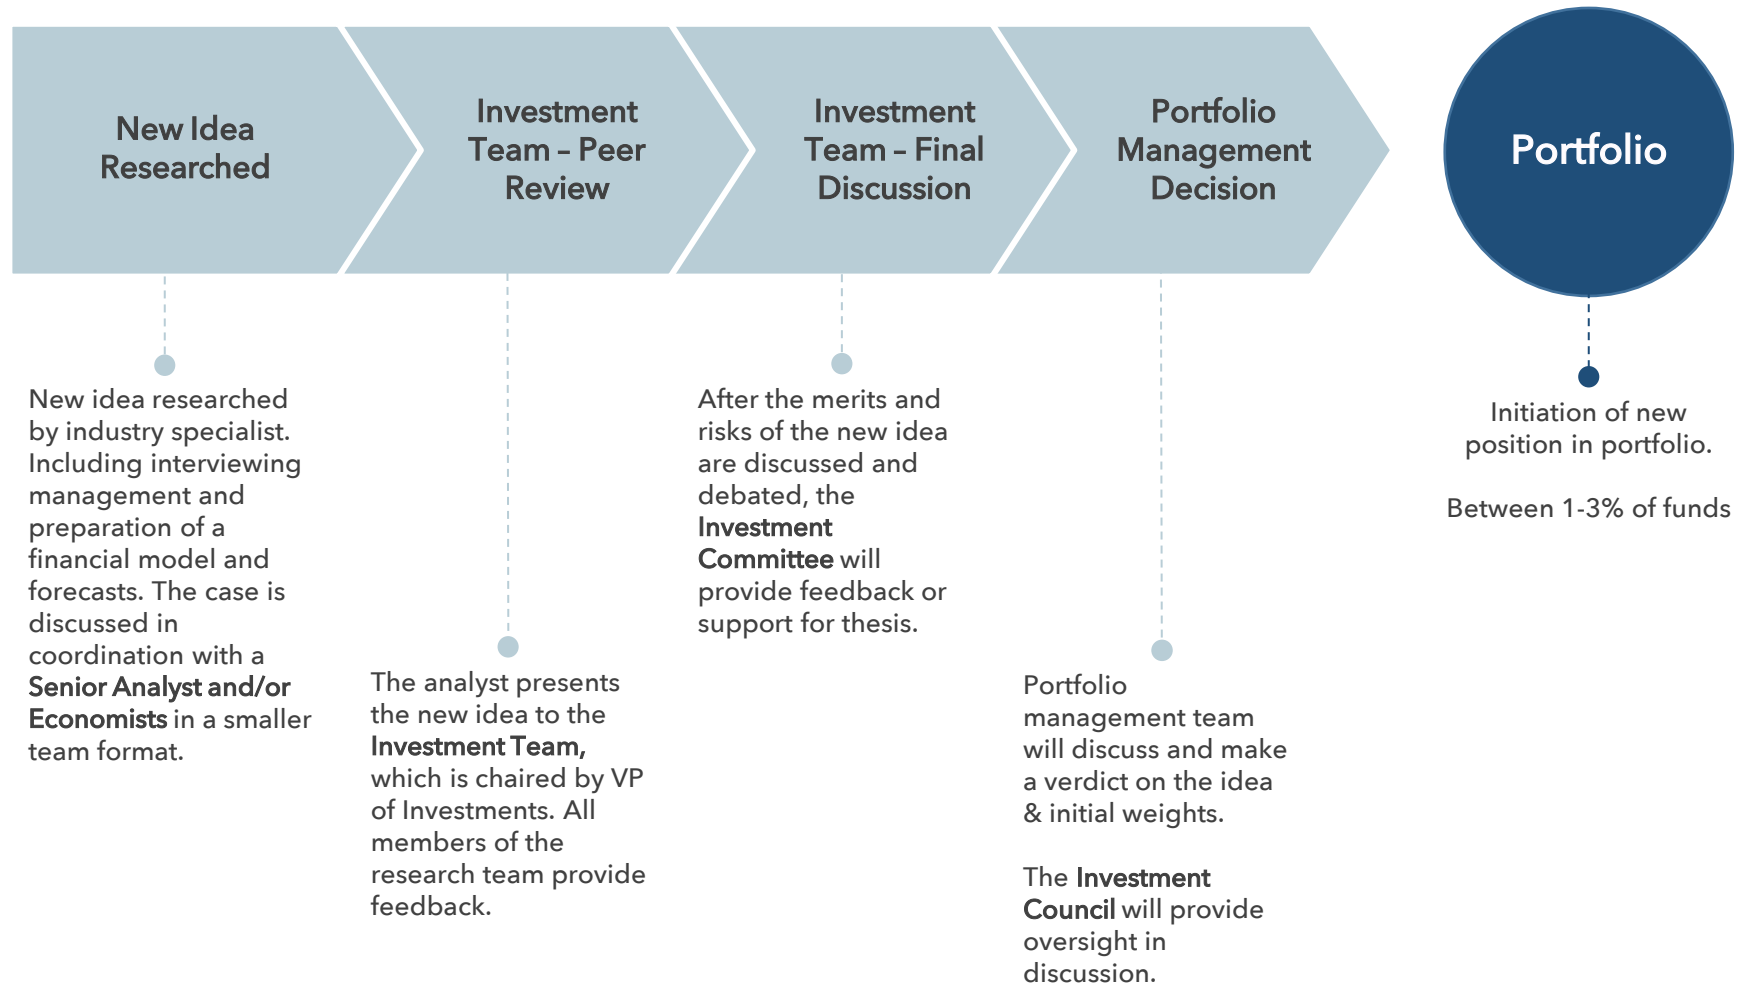 New Idea
Researched
Investment
Team – Peer
Review
Investment
Team – Final
Discussion
Portfolio
Management
Decision
Portfolio
New idea researched
by industry specialist.
Including interviewing
management and
preparation of a
financial model and
forecasts. The case is
discussed in
coordination with a
Senior Analyst and/or
Economists in a smaller
team format.
The analyst presents
the new idea to the
Investment Team,
which is chaired by VP
of Investments. All
members of the
research team provide
feedback.
After the merits and
risks of the new idea
are discussed and
debated, the
Investment
Committee will
provide feedback or
support for thesis.
Portfolio
management team
will discuss and make
a verdict on the idea
& initial weights.
The Investment
Council will provide
oversight in
discussion.
Initiation of new
position in portfolio.
Between 1-3% of funds